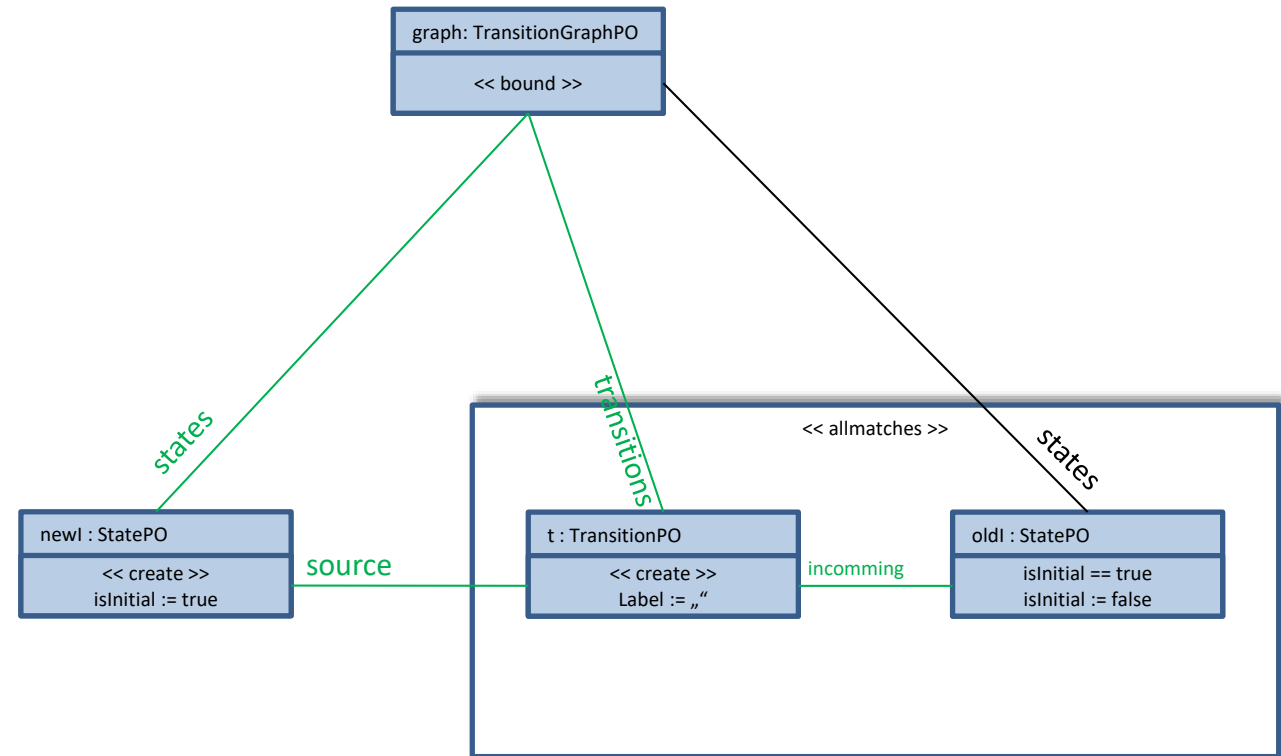 graph: TransitionGraphPO
<< bound >>
states
transitions
<< allmatches >>
states
newI : StatePO
<< create >>
isInitial := true
source
t : TransitionPO
<< create >>
Label := „“
incomming
oldI : StatePO
isInitial == true
isInitial := false